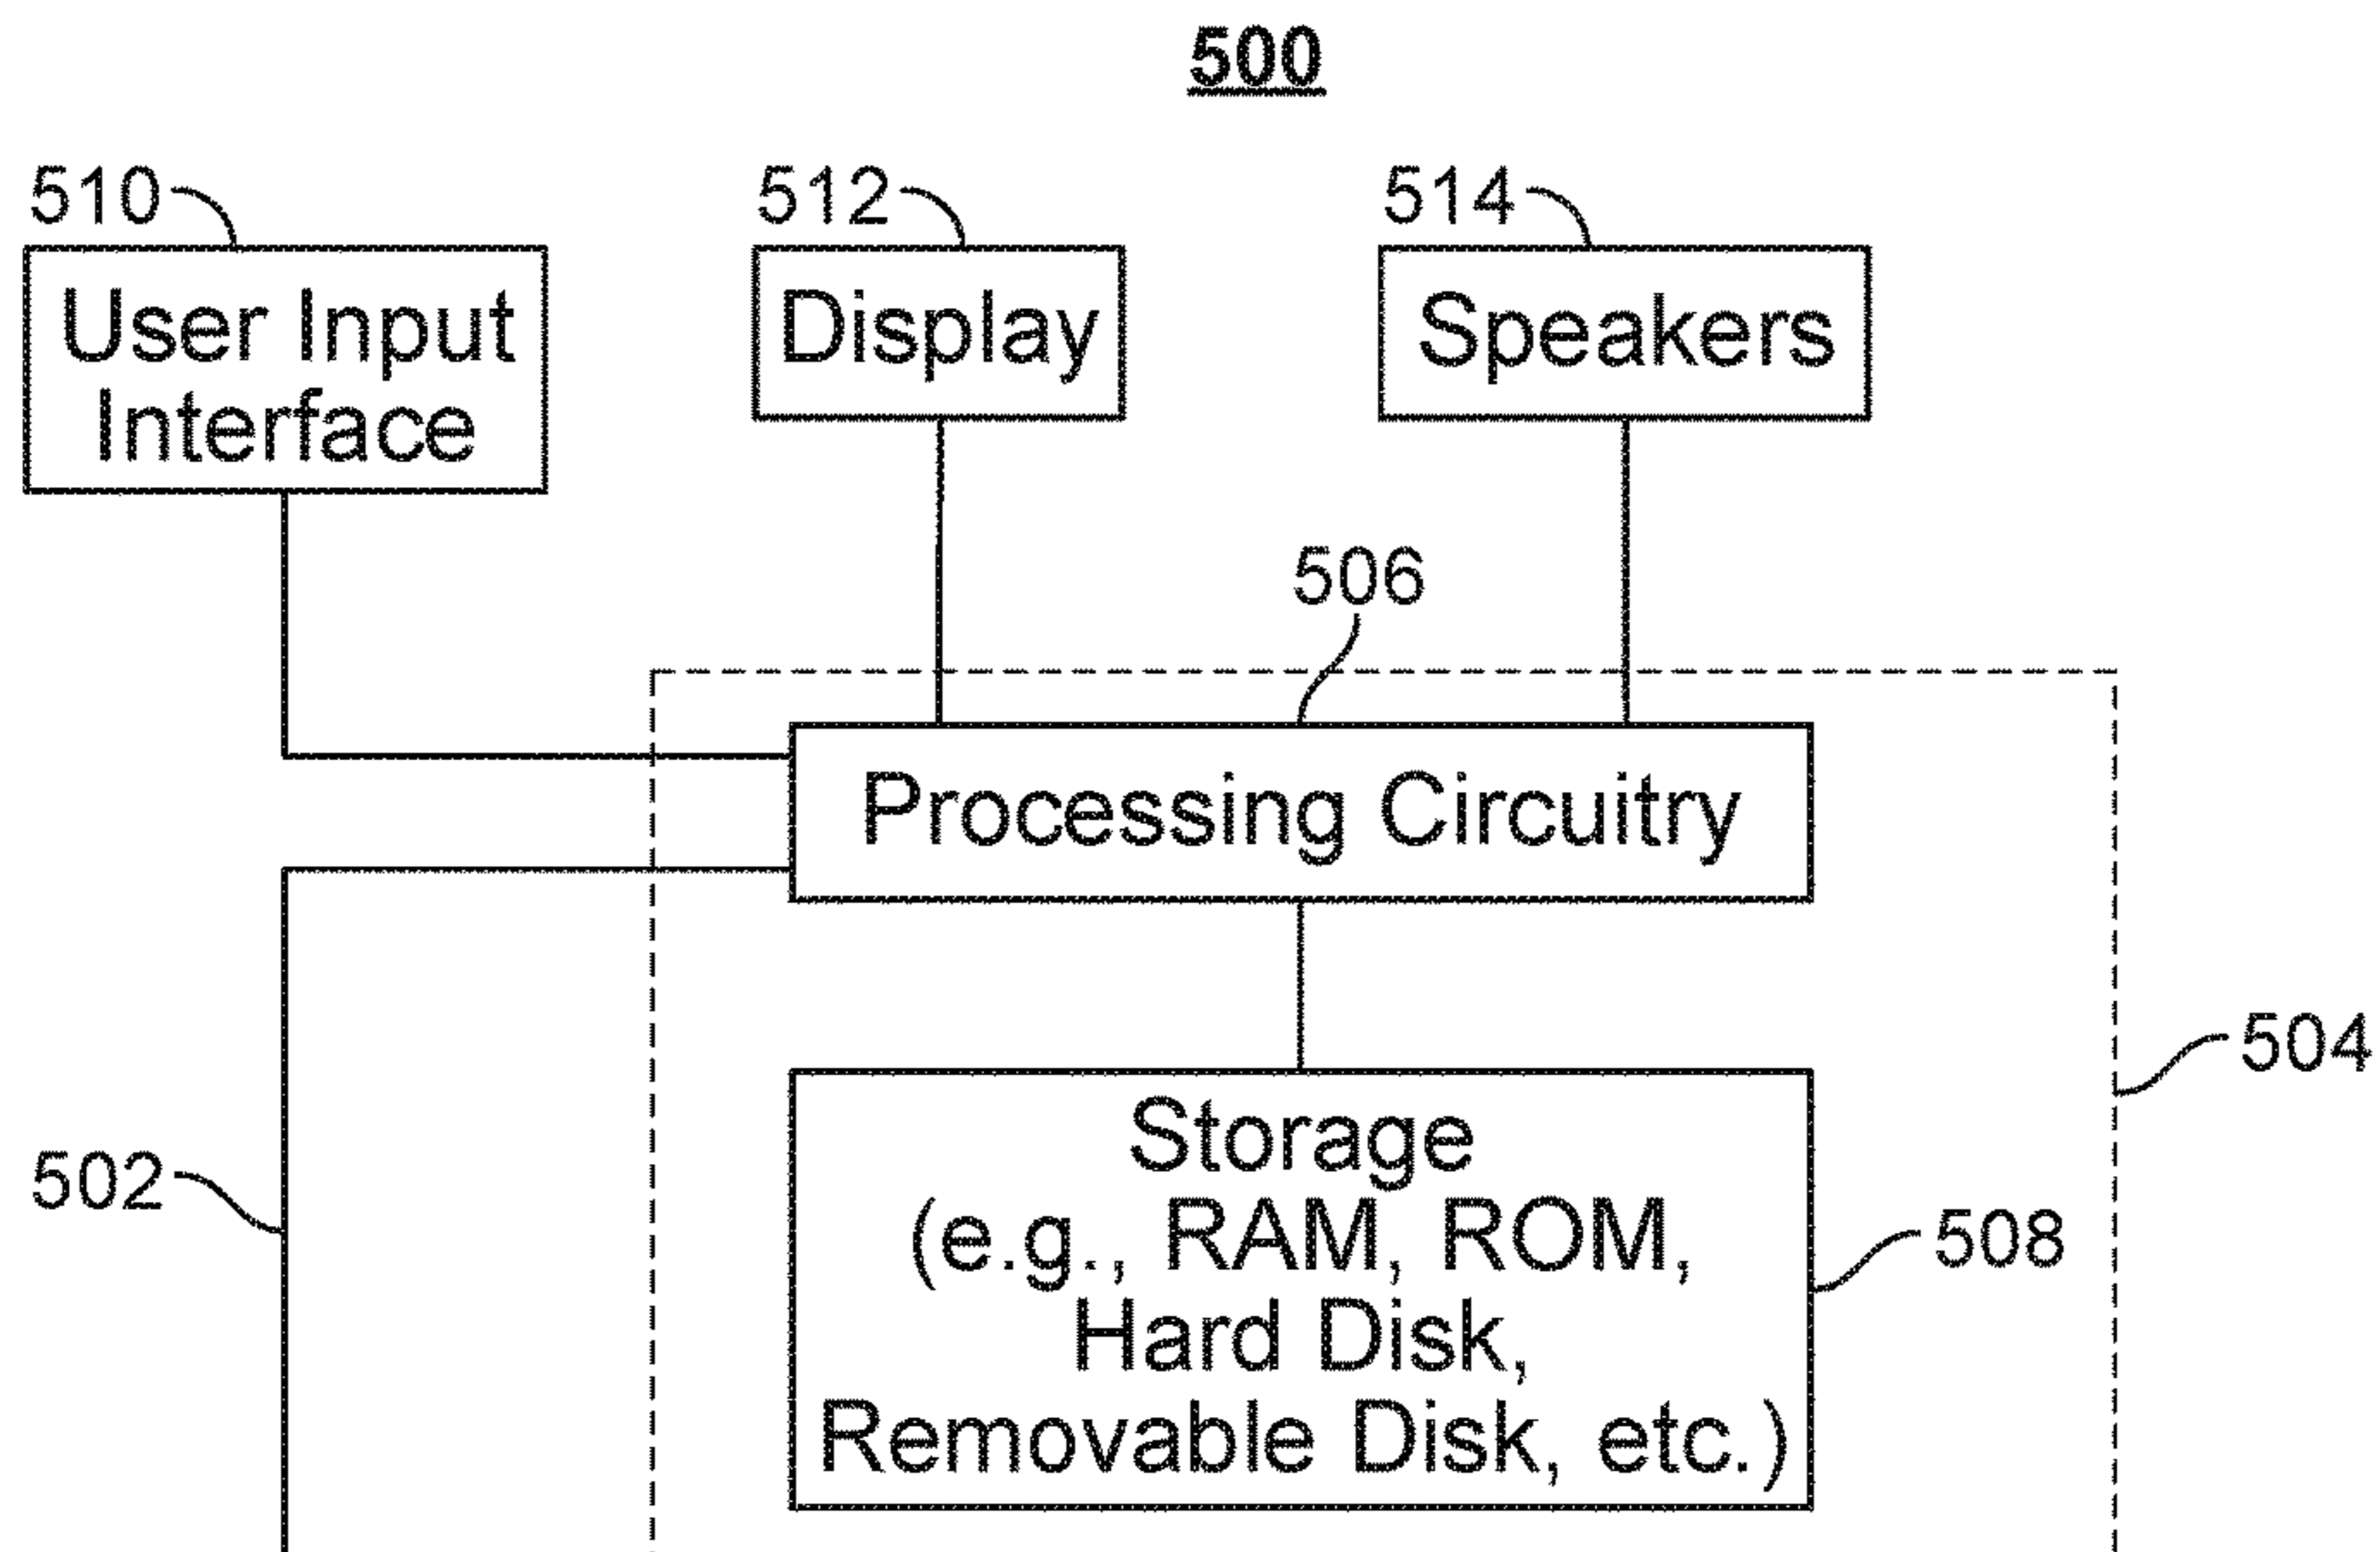 500
510
512
514
User Input
Interface
Display
Speakers
506
Processing Circuitry
504
502
Storage
(e.g., RAM, ROM,
Hard Disk,
Removable Disk, etc.)
508